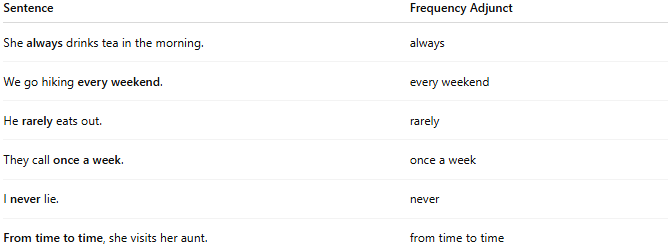 Sentence Frequency Adjunct
She always drinks tea in the morning. always
We go hiking every weekend. every weekend
He rarely eats out. rarely
They call once a week. once a week
I never lie. never
From time to time, she visits her aunt. from time to time